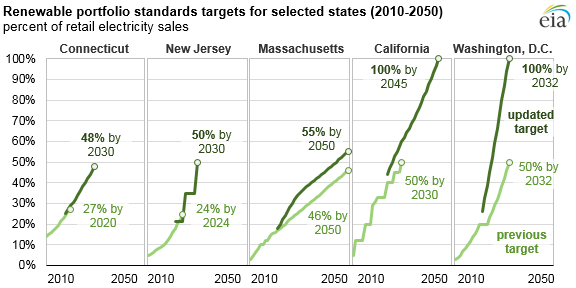 Renewable portfolio standards targets for selected states (2010-2050)
percent of retail electricity sales
eia
Connecticut
New Jersey
Massachusetts
California
Washington, D.C.
100%
90%
80%
70%
60%
50%
40%
30%
20%
10%
0%
48% by
2030
27% by
2020
50% by
2030
24% by
2024
55% by
2050
46% by
2050
100% by
2045
50% by
2030
100% by
2032
updated
target
50% by
2032
previous
target
2010 2050
2010 2050
2010 2050
2010 2050
2010 2050